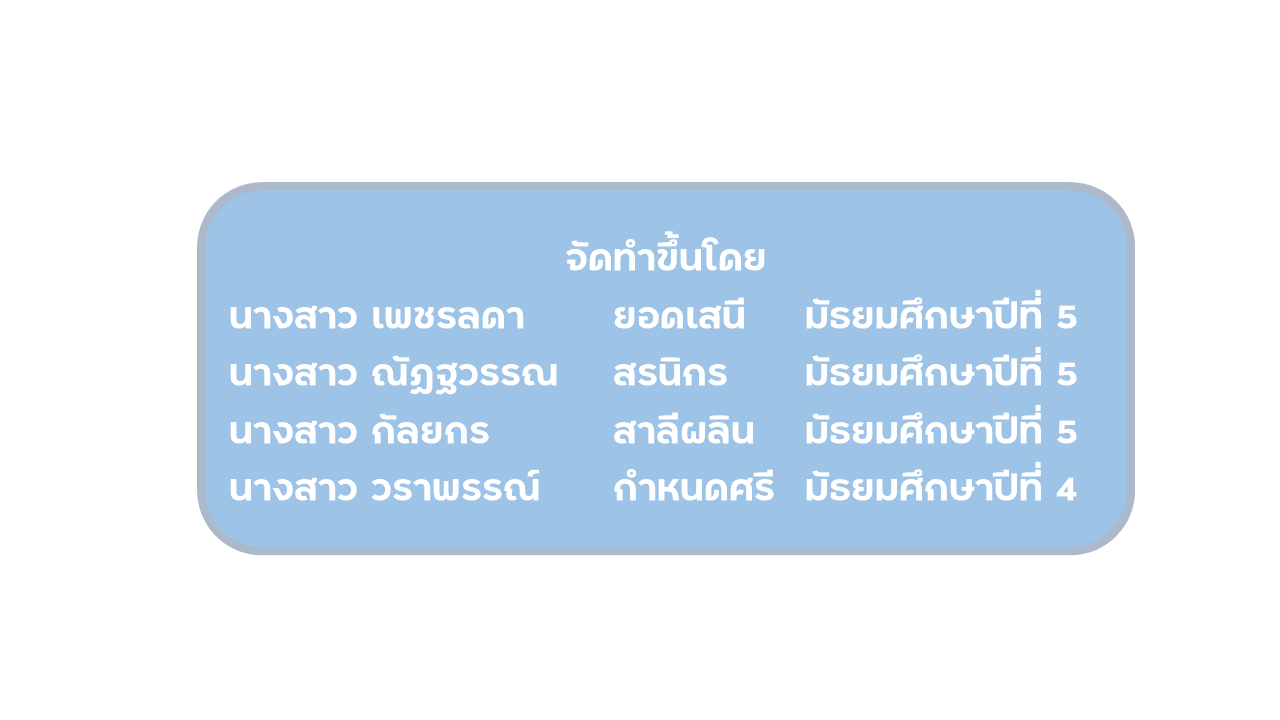 จัดทำขึ้นโดย
นางสาว เพชรลดา ยอดเสนี มัธยมศึกษาปีที่ 5
นางสาว ณัฏฐวรรณ สรนิกร มัธยมศึกษาปีที่ 5
นางสาว กัลยกร สาลีผลิน มัธยมศึกษาปีที่ 5
นางสาว วราพรรณ์ กำหนดศรี มัธยมศึกษาปีที่ 4